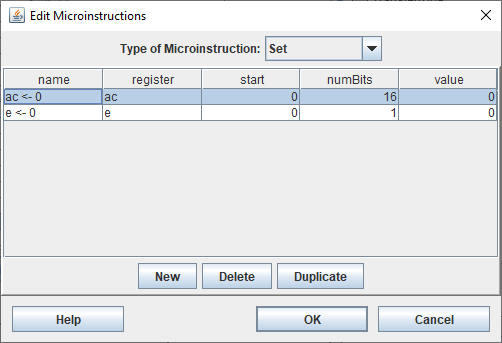 Edit Microinstructions
Type of Microinstruction: Set
name register start numBits value
ac <- 0 ac 0 16 0
e <- 0 e 0 1 0
New Delete Duplicate
Help OK Cancel